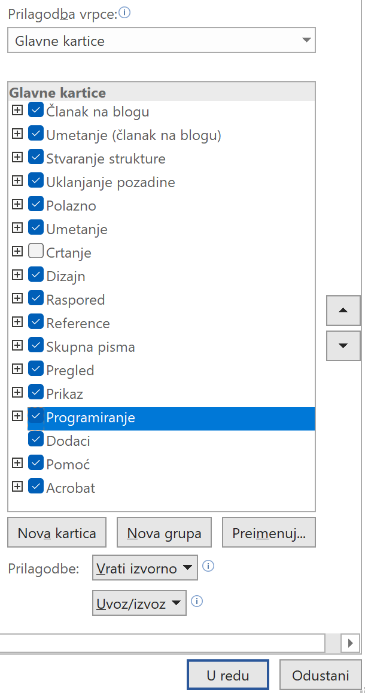 Prilagodba vrpce:
Glavne kartice
Glavne kartice
Članak na blogu
Umetanje (članak na blogu)
Stvaranje strukture
Uklanjanje pozadine
Polazno
Umetanje
Crtanje
Dizajn
Raspored
Reference
Skupna pisma
Pregled
Prikaz
Programiranje
Dodaci
Pomoć
Acrobat
Nova kartica Nova grupa Preimenuj...
Prilagodbe: Vrati izvorno
Uvoz/izvoz
U redu Odustani